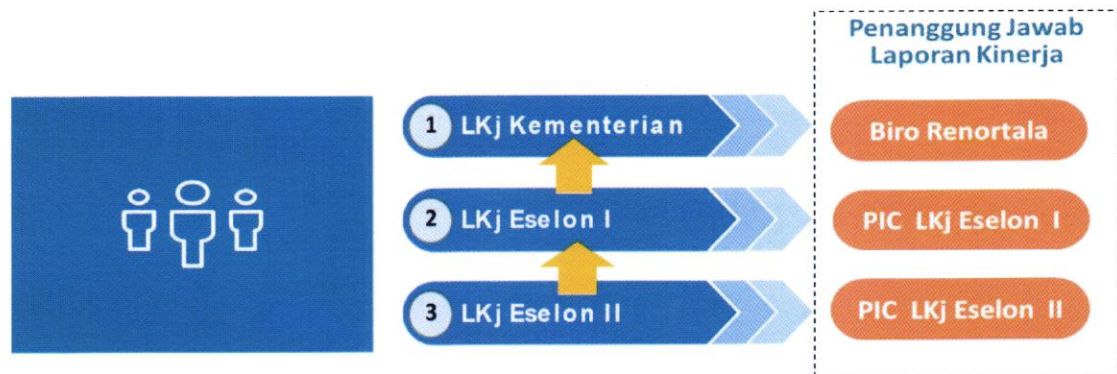 Penanggung Jawab
Laporan Kinerja
1 LKj Kementerian
Biro Renortala
2 LKj Eselon I
PIC LKj Eselon I
3 LKj Eselon II
PIC LKj Eselon II